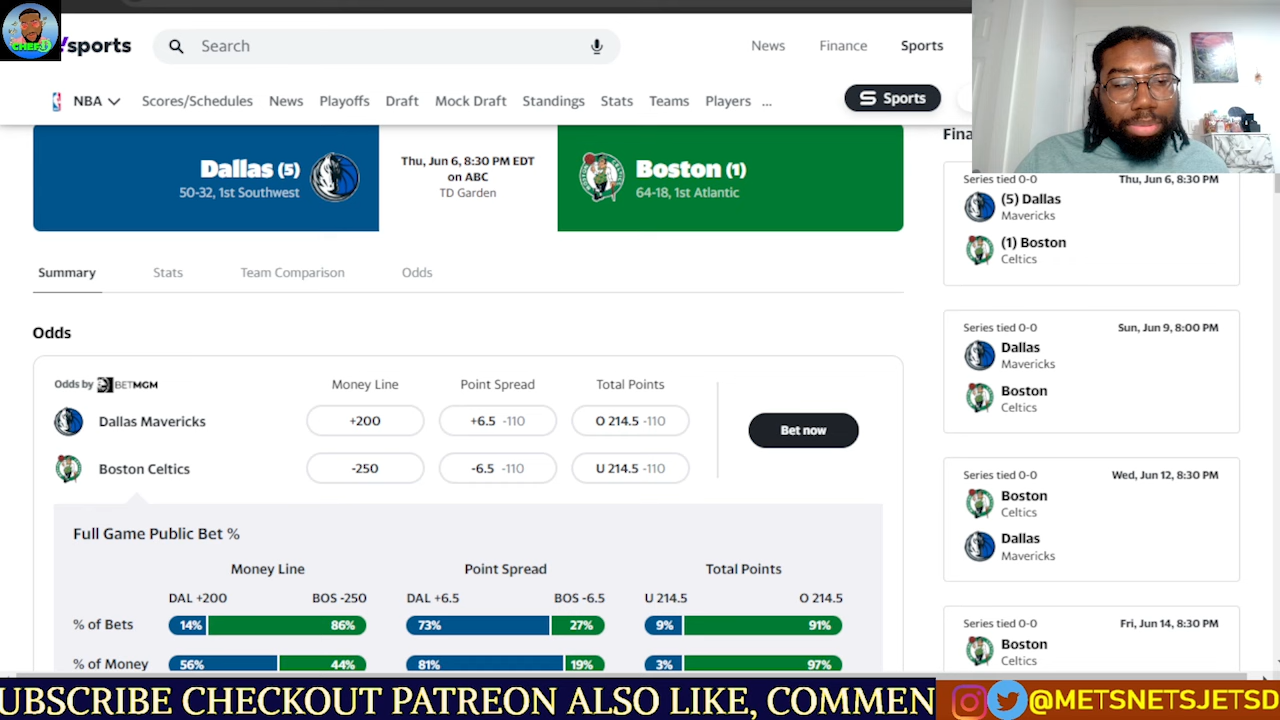 CHEF
!sports
Search
News
Finance
Sports
NBA
Scores/Schedules
News
Playoffs
Draft
Mock Draft
Standings
Stats
Teams
Players
...
Sports
Dallas (5)
50-32, 1st Southwest
Thu, Jun 6, 8:30 PM EDT
on ABC
TD Garden
Boston (1)
64-18, 1st Atlantic
Summary
Stats
Team Comparison
Odds
Odds
Odds by BETMGM
Money Line
Point Spread
Total Points
Dallas Mavericks
+200
+6.5 -110
O 214.5 -110
Boston Celtics
-250
-6.5 -110
U 214.5 -110
Bet now
Full Game Public Bet %
Money Line
Point Spread
Total Points
DAL +200
BOS -250
DAL +6.5
BOS -6.5
U 214.5
O 214.5
% of Bets
14%
86%
73%
27%
9%
91%
% of Money
56%
44%
81%
19%
3%
97%
Fina
Series tied 0-0
Thu, Jun 6, 8:30 PM
(5) Dallas
Mavericks
(1) Boston
Celtics
Series tied 0-0
Sun, Jun 9, 8:00 PM
Dallas
Mavericks
Boston
Celtics
Series tied 0-0
Wed, Jun 12, 8:30 PM
Boston
Celtics
Dallas
Mavericks
Series tied 0-0
Fri, Jun 14, 8:30 PM
Boston
Celtics
UBSCRIBE CHECKOUT PATREON ALSO LIKE, COMMEN
@METSNETSJETSD